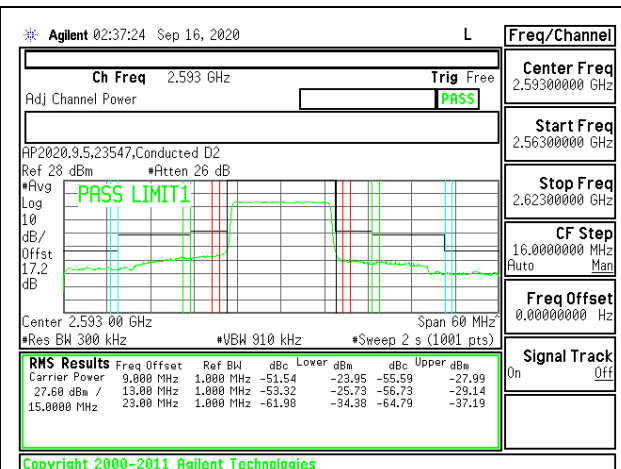 Agilent 02:37:24 Sep 16, 2020 L
Freq/Channel
Ch Freq 2.593 GHz Trig Free
Adj Channel Power PASS
Center Freq
2.59300000 GHz
Start Freq
2.56300000 GHz
Stop Freq
2.62300000 GHz
CF Step
16.0000000 MHz
Auto Man
Freq Offset
0.00000000 Hz
Signal Track
On Off
AP2020.9.5,23547,Conducted D2
Ref 28 dBm #Atten 26 dB
#Avg
Log
10
dB/
Offst
17.2
dB
PASS LIMIT1
Center 2.593 00 GHz Span 60 MHz^
#Res BW 300 kHz #VBW 910 kHz #Sweep 2 s (1001 pts)
RMS Results Freq Offset Ref BW dBc Lower dBm dBc Upper dBm
Carrier Power 9.000 MHz 1.000 MHz -51.54 -23.95 -55.59 -27.99
27.60 dBm / 13.00 MHz 1.000 MHz -53.32 -25.73 -56.73 -29.14
15.0000 MHz 23.00 MHz 1.000 MHz -61.98 -34.38 -64.79 -37.19
Copyright 2000-2011 Agilent Technologies